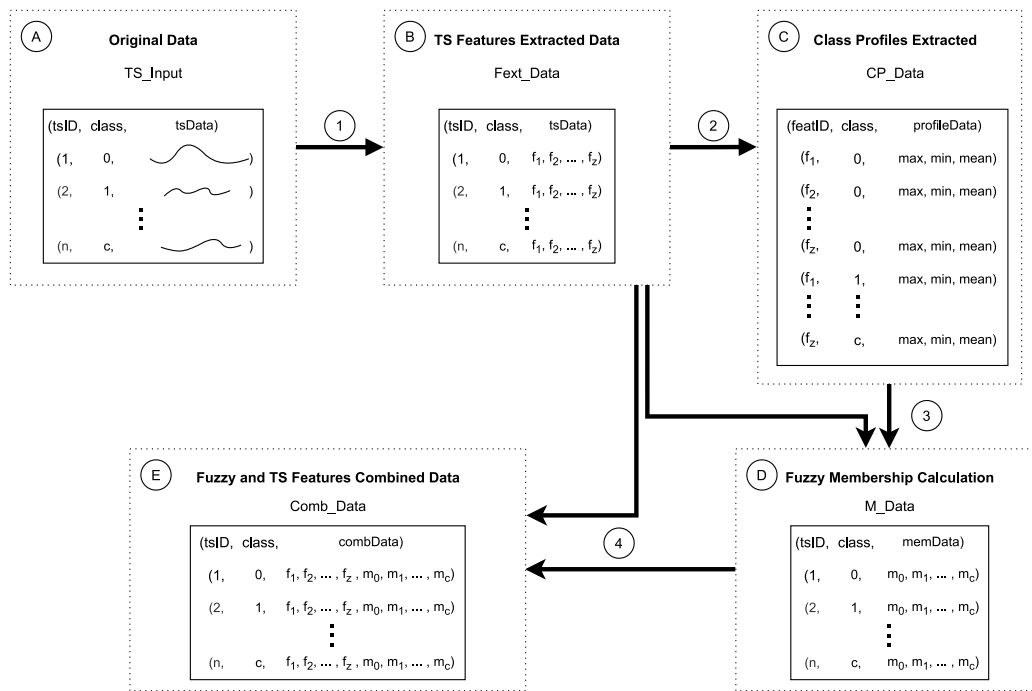 A
Original Data
TS_Input
(tsID, class, tsData)
(1, 0, )
(2, 1, )
(n, c, )
1
B
TS Features Extracted Data
Fext_Data
(tsID, class, tsData)
(1, 0, f1, f2, ... , fz)
(2, 1, f1, f2, ... , fz)
(n, c, f1, f2, ... , fz)
2
C
Class Profiles Extracted
CP_Data
(featID, class, profileData)
(f1, 0, max, min, mean)
(f2, 0, max, min, mean)
(fz, 0, max, min, mean)
(f1, 1, max, min, mean)
(fz, c, max, min, mean)
3
E
Fuzzy and TS Features Combined Data
Comb_Data
(tsID, class, combData)
(1, 0, f1, f2, ... , fz , m0, m1, ... , mc)
(2, 1, f1, f2, ... , fz , m0, m1, ... , mc)
(n, c, f1, f2, ... , fz , m0, m1, ... , mc)
4
D
Fuzzy Membership Calculation
M_Data
(tsID, class, memData)
(1, 0, m0, m1, ... , mc)
(2, 1, m0, m1, ... , mc)
(n, c, m0, m1, ... , mc)